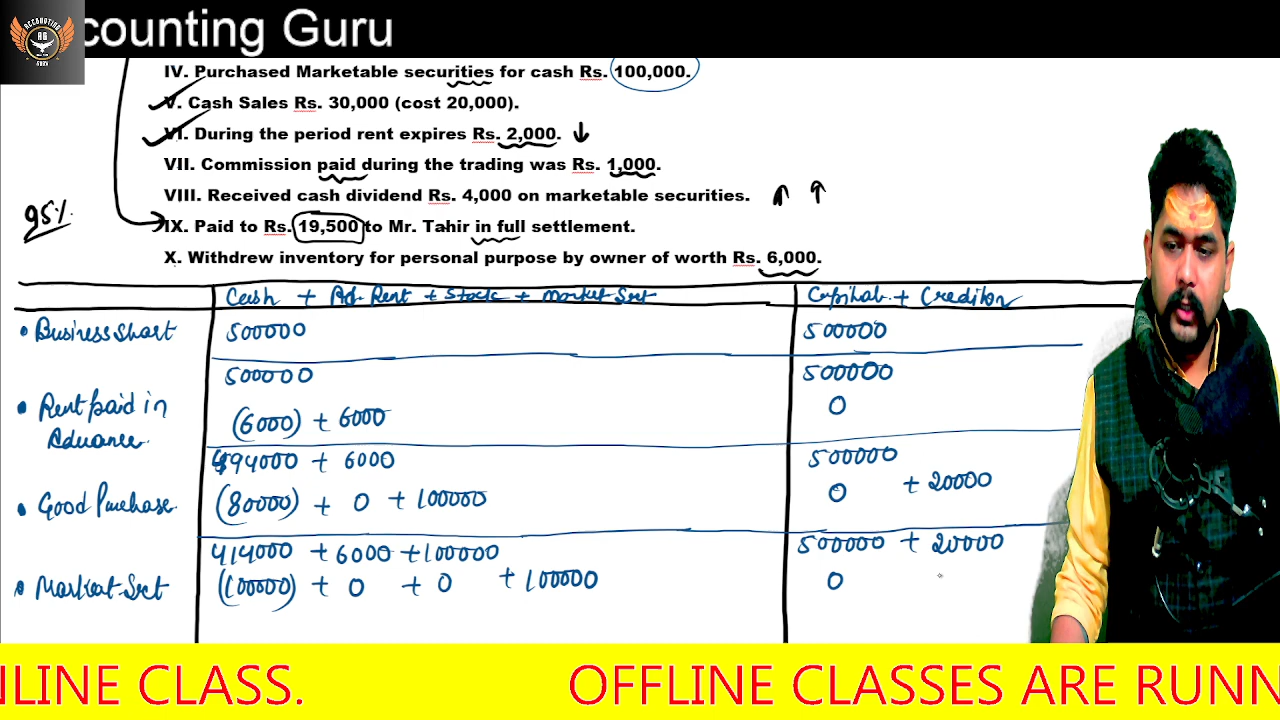 ccounting Guru
ACCOUNTING
AG
GURU
IV. Purchased Marketable securities for cash Rs. 100,000.
V. Cash Sales Rs. 30,000 (cost 20,000).
VI. During the period rent expires Rs. 2,000. ↓
VII. Commission paid during the trading was Rs. 1,000.
VIII. Received cash dividend Rs. 4,000 on marketable securities. ↑ ↑
95%
IX. Paid to Rs. 19,500 to Mr. Tahir in full settlement.
X. Withdrew inventory for personal purpose by owner of worth Rs. 6,000.
Cash + Ad. Rent + Stock + Market Sect Capital + Creditor
• Business Start 500000 500000
500000 500000
• Rent paid in Advance (6000) + 6000 0
494000 + 6000 500000
• Good Purchase (80000) + 0 + 100000 0 + 20000
414000 + 6000 + 100000 500000 + 20000
• Market Sect (100000) + 0 + 0 + 100000 0
NLINE CLASS. OFFLINE CLASSES ARE RUNN